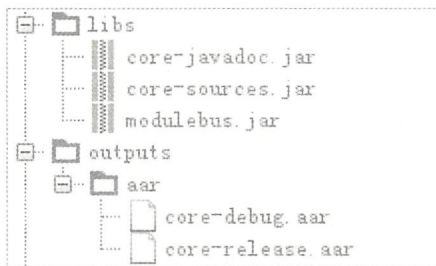 libs
core-javadoc.jar
core-sources.jar
modulebus.jar
outputs
aar
core-debug.aar
core-release.aar